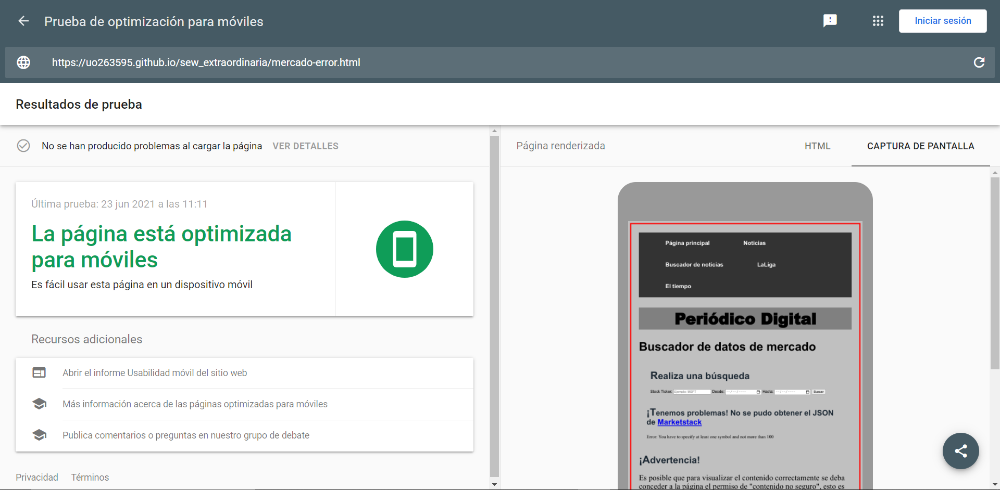 Prueba de optimización para móviles
Iniciar sesión
https://uo263595.github.io/sew_extraordinaria/mercado-error.html
Resultados de prueba
No se han producido problemas al cargar la página VER DETALLES
Última prueba: 23 jun 2021 a las 11:11
La página está optimizada
para móviles
Es fácil usar esta página en un dispositivo móvil
Recursos adicionales
Abrir el informe Usabilidad móvil del sitio web
Más información acerca de las páginas optimizadas para móviles
Publica comentarios o preguntas en nuestro grupo de debate
Privacidad Términos
Página renderizada
HTML
CAPTURA DE PANTALLA
Página principal Noticias
Buscador de noticias LaLiga
El tiempo
Periódico Digital
Buscador de datos de mercado
Realiza una búsqueda
Stock Ticker: Ejemplo: MSFT Desde: --/--/---- Hasta: --/--/---- Buscar
¡Tenemos problemas! No se pudo obtener el JSON
de Marketstack
Error: You have to specify at least one symbol and not more than 100
¡Advertencia!
Es posible que para visualizar el contenido correctamente se deba
conceder a la página el permiso de "contenido no seguro", esto es